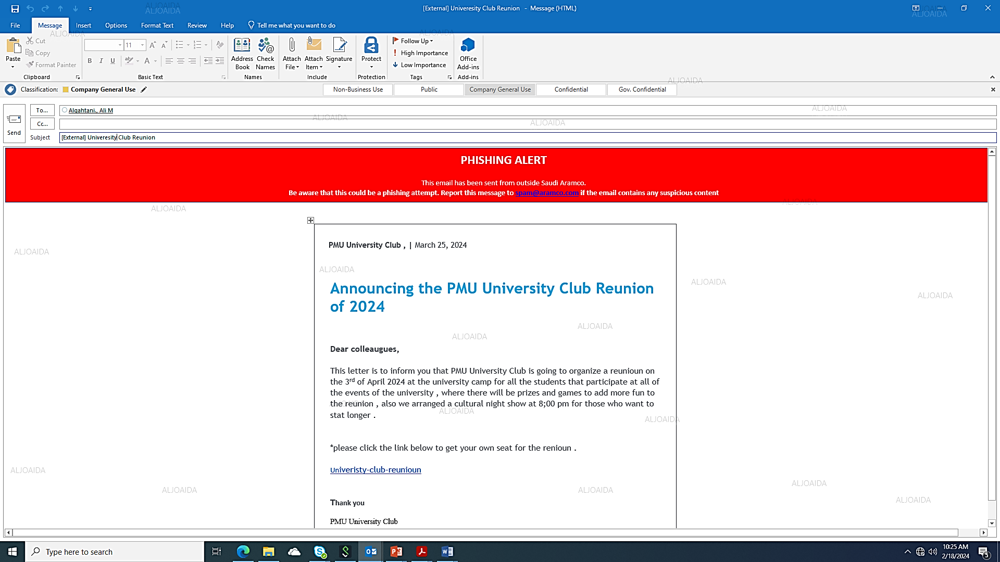 [External] Univeresity Club Reunion - Message (HTML)
ALJOAIDA
ALJOAIDA
ALJOAIDA
ALJOAIDA
File Message Insert Options Format Text Review Help Tell me what you want to do
ALJOAIDA
ALJOAIDA
Paste
Cut
Copy
Format Painter
Clipboard
11
B I U
Basic Text
Address Book
Check Names
Names
Attach File
Attach Item
Signature
Include
Protect
Protection
Follow Up
High Importance
Low Importance
Tags
Office Add-ins
Add-ins
ALJOAIDA
Classification: Company General Use
Non-Business Use Public Company General Use Confidential Gov. Confidential
Send
To... Alqahtani., Ali M
ALJOAIDA
ALJOAIDA
Cc...
ALJOAIDA
Subject [External] Univeresity Club Reunion
PHISHING ALERT
This email has been sent from outside Saudi Aramco.
Be aware that this could be a phishing attempt. Report this message to spam@aramco.com if the email contains any suspicious content
ALJOAIDA
ALJOAIDA
PMU University Club , | March 25, 2024
ALJOAIDA
ALJOAIDA
Announcing the PMU University Club Reunion
of 2024
ALJOAIDA
ALJOAIDA
ALJOAIDA
ALJOAIDA
Dear colleaugues,
This letter is to inform you that PMU University Club is going to organize a reunioun on
the 3rd of April 2024 at the university camp for all the students that participate at all of
the events of the university , where there will be prizes and games to add more fun to
the reunion , also we arranged a cultural night show at 8;00 pm for those who want to
stat longer .
ALJOAIDA
ALJOAIDA
*please click the link below to get your own seat for the renioun .
Univeristy-club-reunioun
ALJOAIDA
ALJOAIDA
ALJOAIDA
ALJOAIDA
ALJOAIDA
Thank you
PMU University Club
Type here to search
10:25 AM
2/18/2024
5